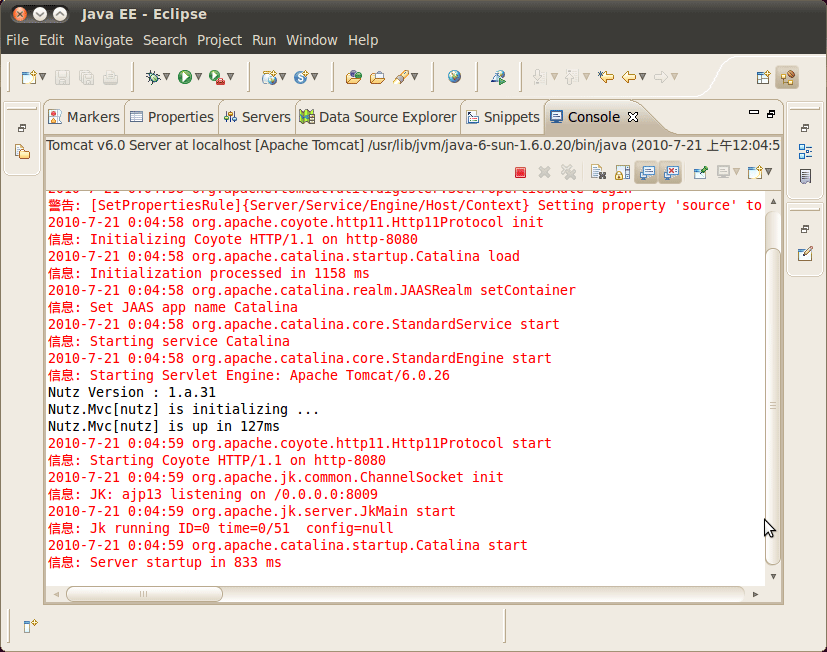 Java EE - Eclipse
File Edit Navigate Search Project Run Window Help
Markers Properties Servers Data Source Explorer Snippets Console
Tomcat v6.0 Server at localhost [Apache Tomcat] /usr/lib/jvm/java-6-sun-1.6.0.20/bin/java (2010-7-21 上午12:04:5
警告: [SetPropertiesRule]{Server/Service/Engine/Host/Context} Setting property 'source' to
2010-7-21 0:04:58 org.apache.coyote.http11.Http11Protocol init
信息: Initializing Coyote HTTP/1.1 on http-8080
2010-7-21 0:04:58 org.apache.catalina.startup.Catalina load
信息: Initialization processed in 1158 ms
2010-7-21 0:04:58 org.apache.catalina.realm.JAASRealm setContainer
信息: Set JAAS app name Catalina
2010-7-21 0:04:58 org.apache.catalina.core.StandardService start
信息: Starting service Catalina
2010-7-21 0:04:58 org.apache.catalina.core.StandardEngine start
信息: Starting Servlet Engine: Apache Tomcat/6.0.26
Nutz Version : 1.a.31
Nutz.Mvc[nutz] is initializing ...
Nutz.Mvc[nutz] is up in 127ms
2010-7-21 0:04:59 org.apache.coyote.http11.Http11Protocol start
信息: Starting Coyote HTTP/1.1 on http-8080
2010-7-21 0:04:59 org.apache.jk.common.ChannelSocket init
信息: JK: ajp13 listening on /0.0.0.0:8009
2010-7-21 0:04:59 org.apache.jk.server.JkMain start
信息: Jk running ID=0 time=0/51  config=null
2010-7-21 0:04:59 org.apache.catalina.startup.Catalina start
信息: Server startup in 833 ms